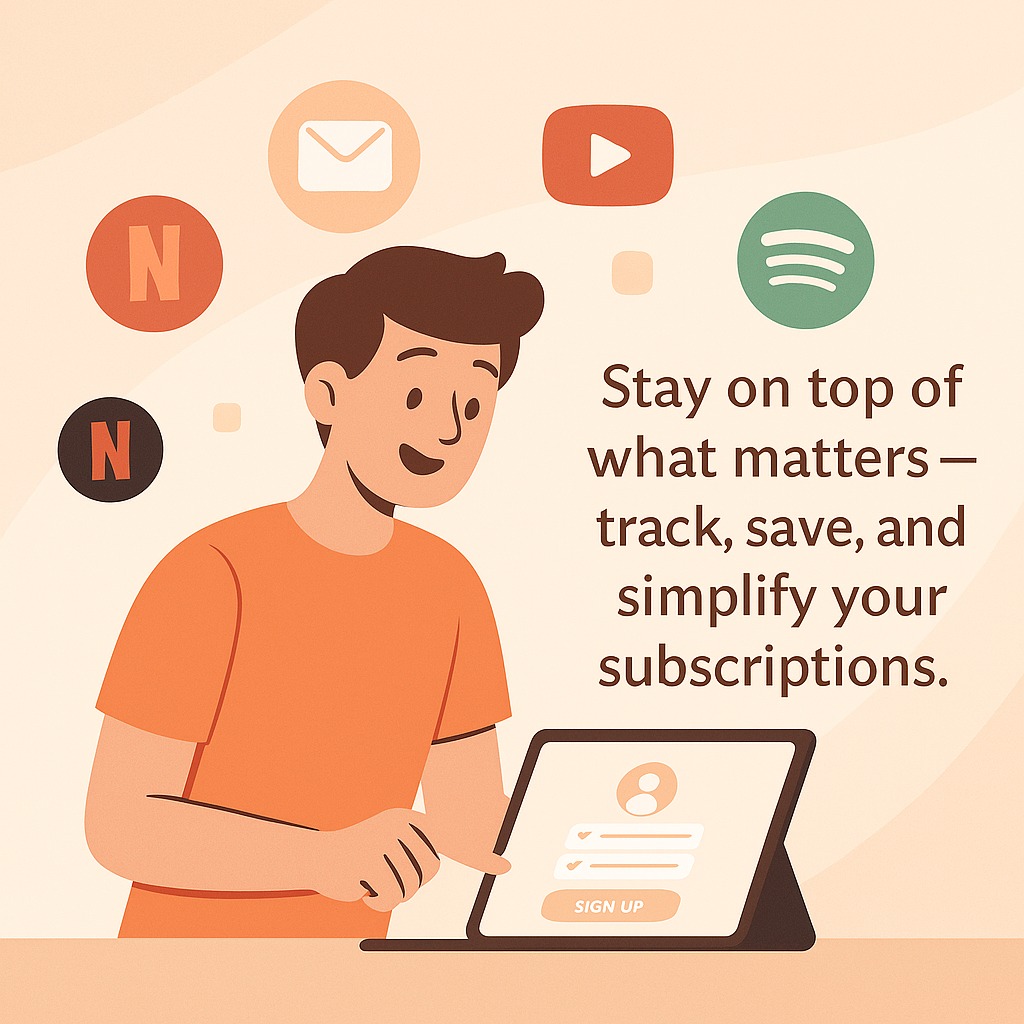 N
N
Stay on top of
what matters –
track, save, and
simplify your
subscriptions.
SIGN UP